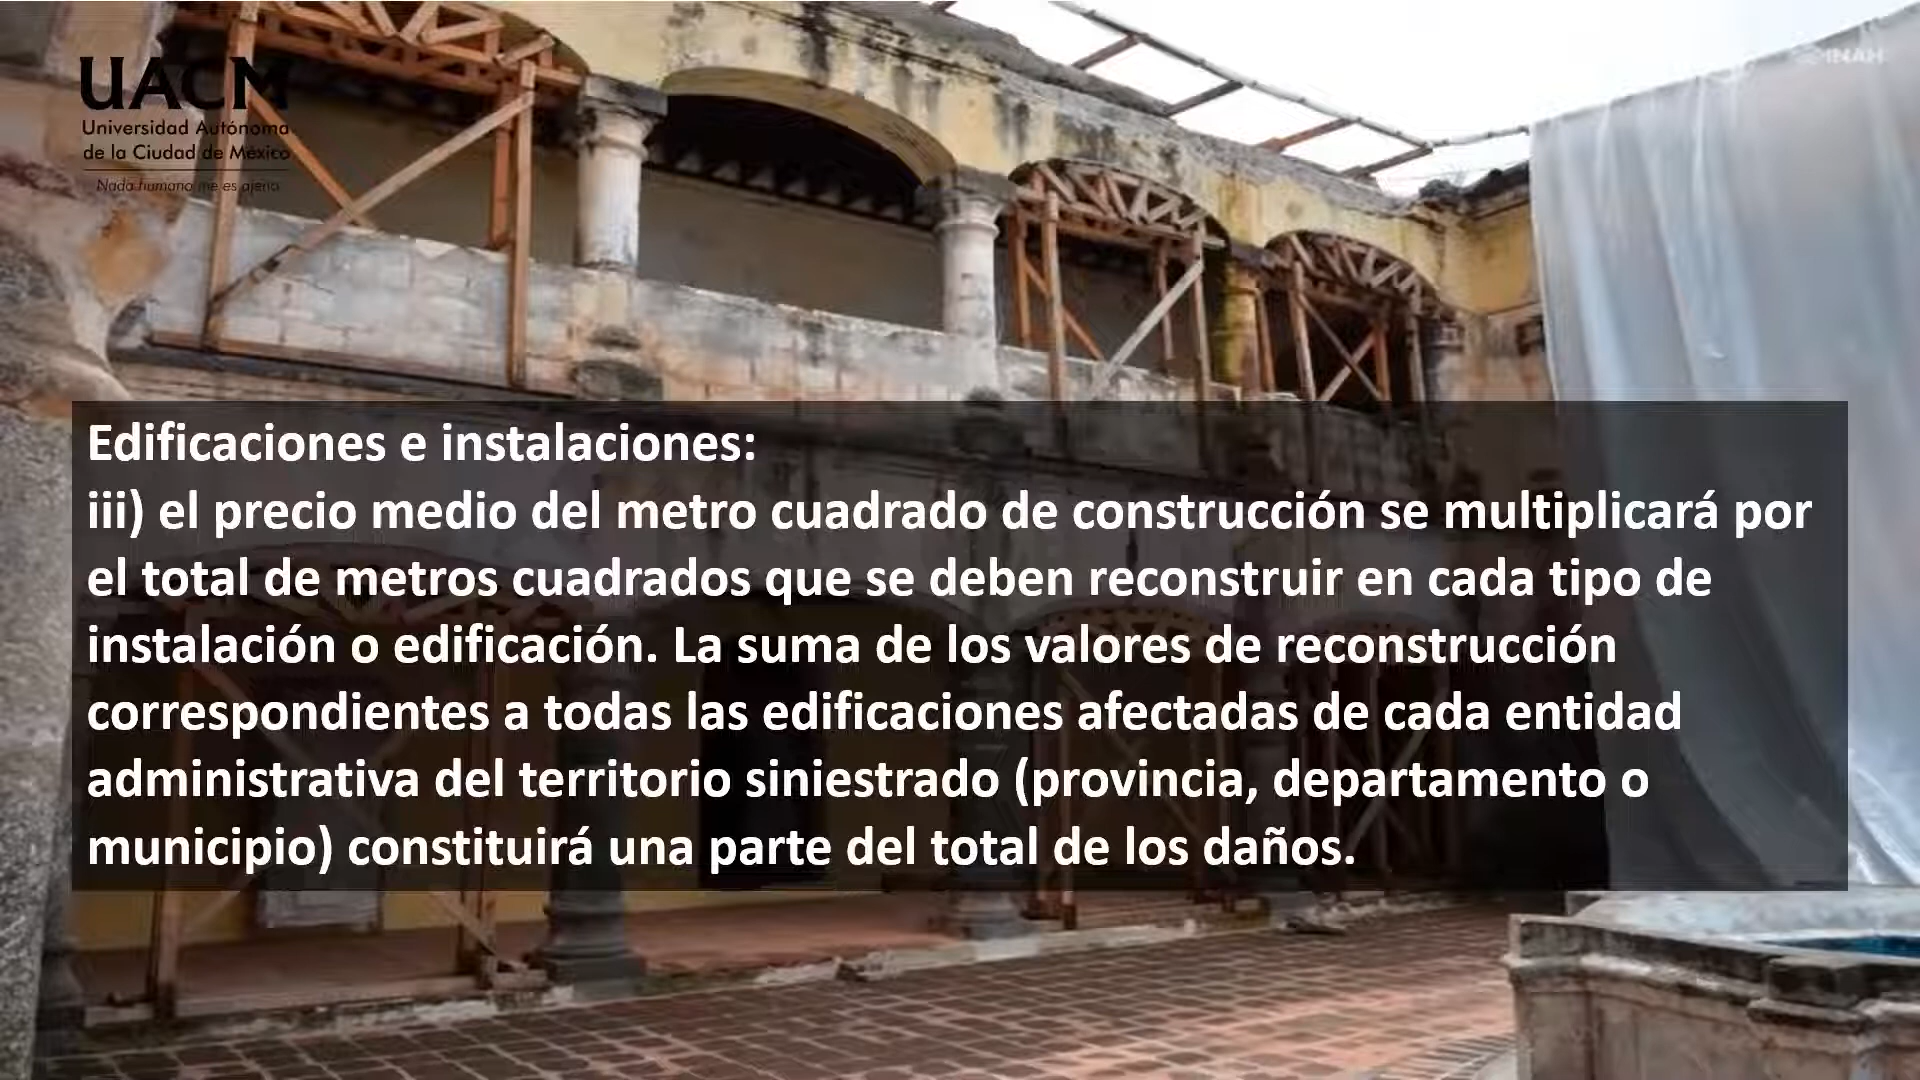 UACM
Universidad Autónoma
de la Ciudad de México
Nada humano me es ajeno
INAH
Edificaciones e instalaciones:
iii) el precio medio del metro cuadrado de construcción se multiplicará por
el total de metros cuadrados que se deben reconstruir en cada tipo de
instalación o edificación. La suma de los valores de reconstrucción
correspondientes a todas las edificaciones afectadas de cada entidad
administrativa del territorio siniestrado (provincia, departamento o
municipio) constituirá una parte del total de los daños.